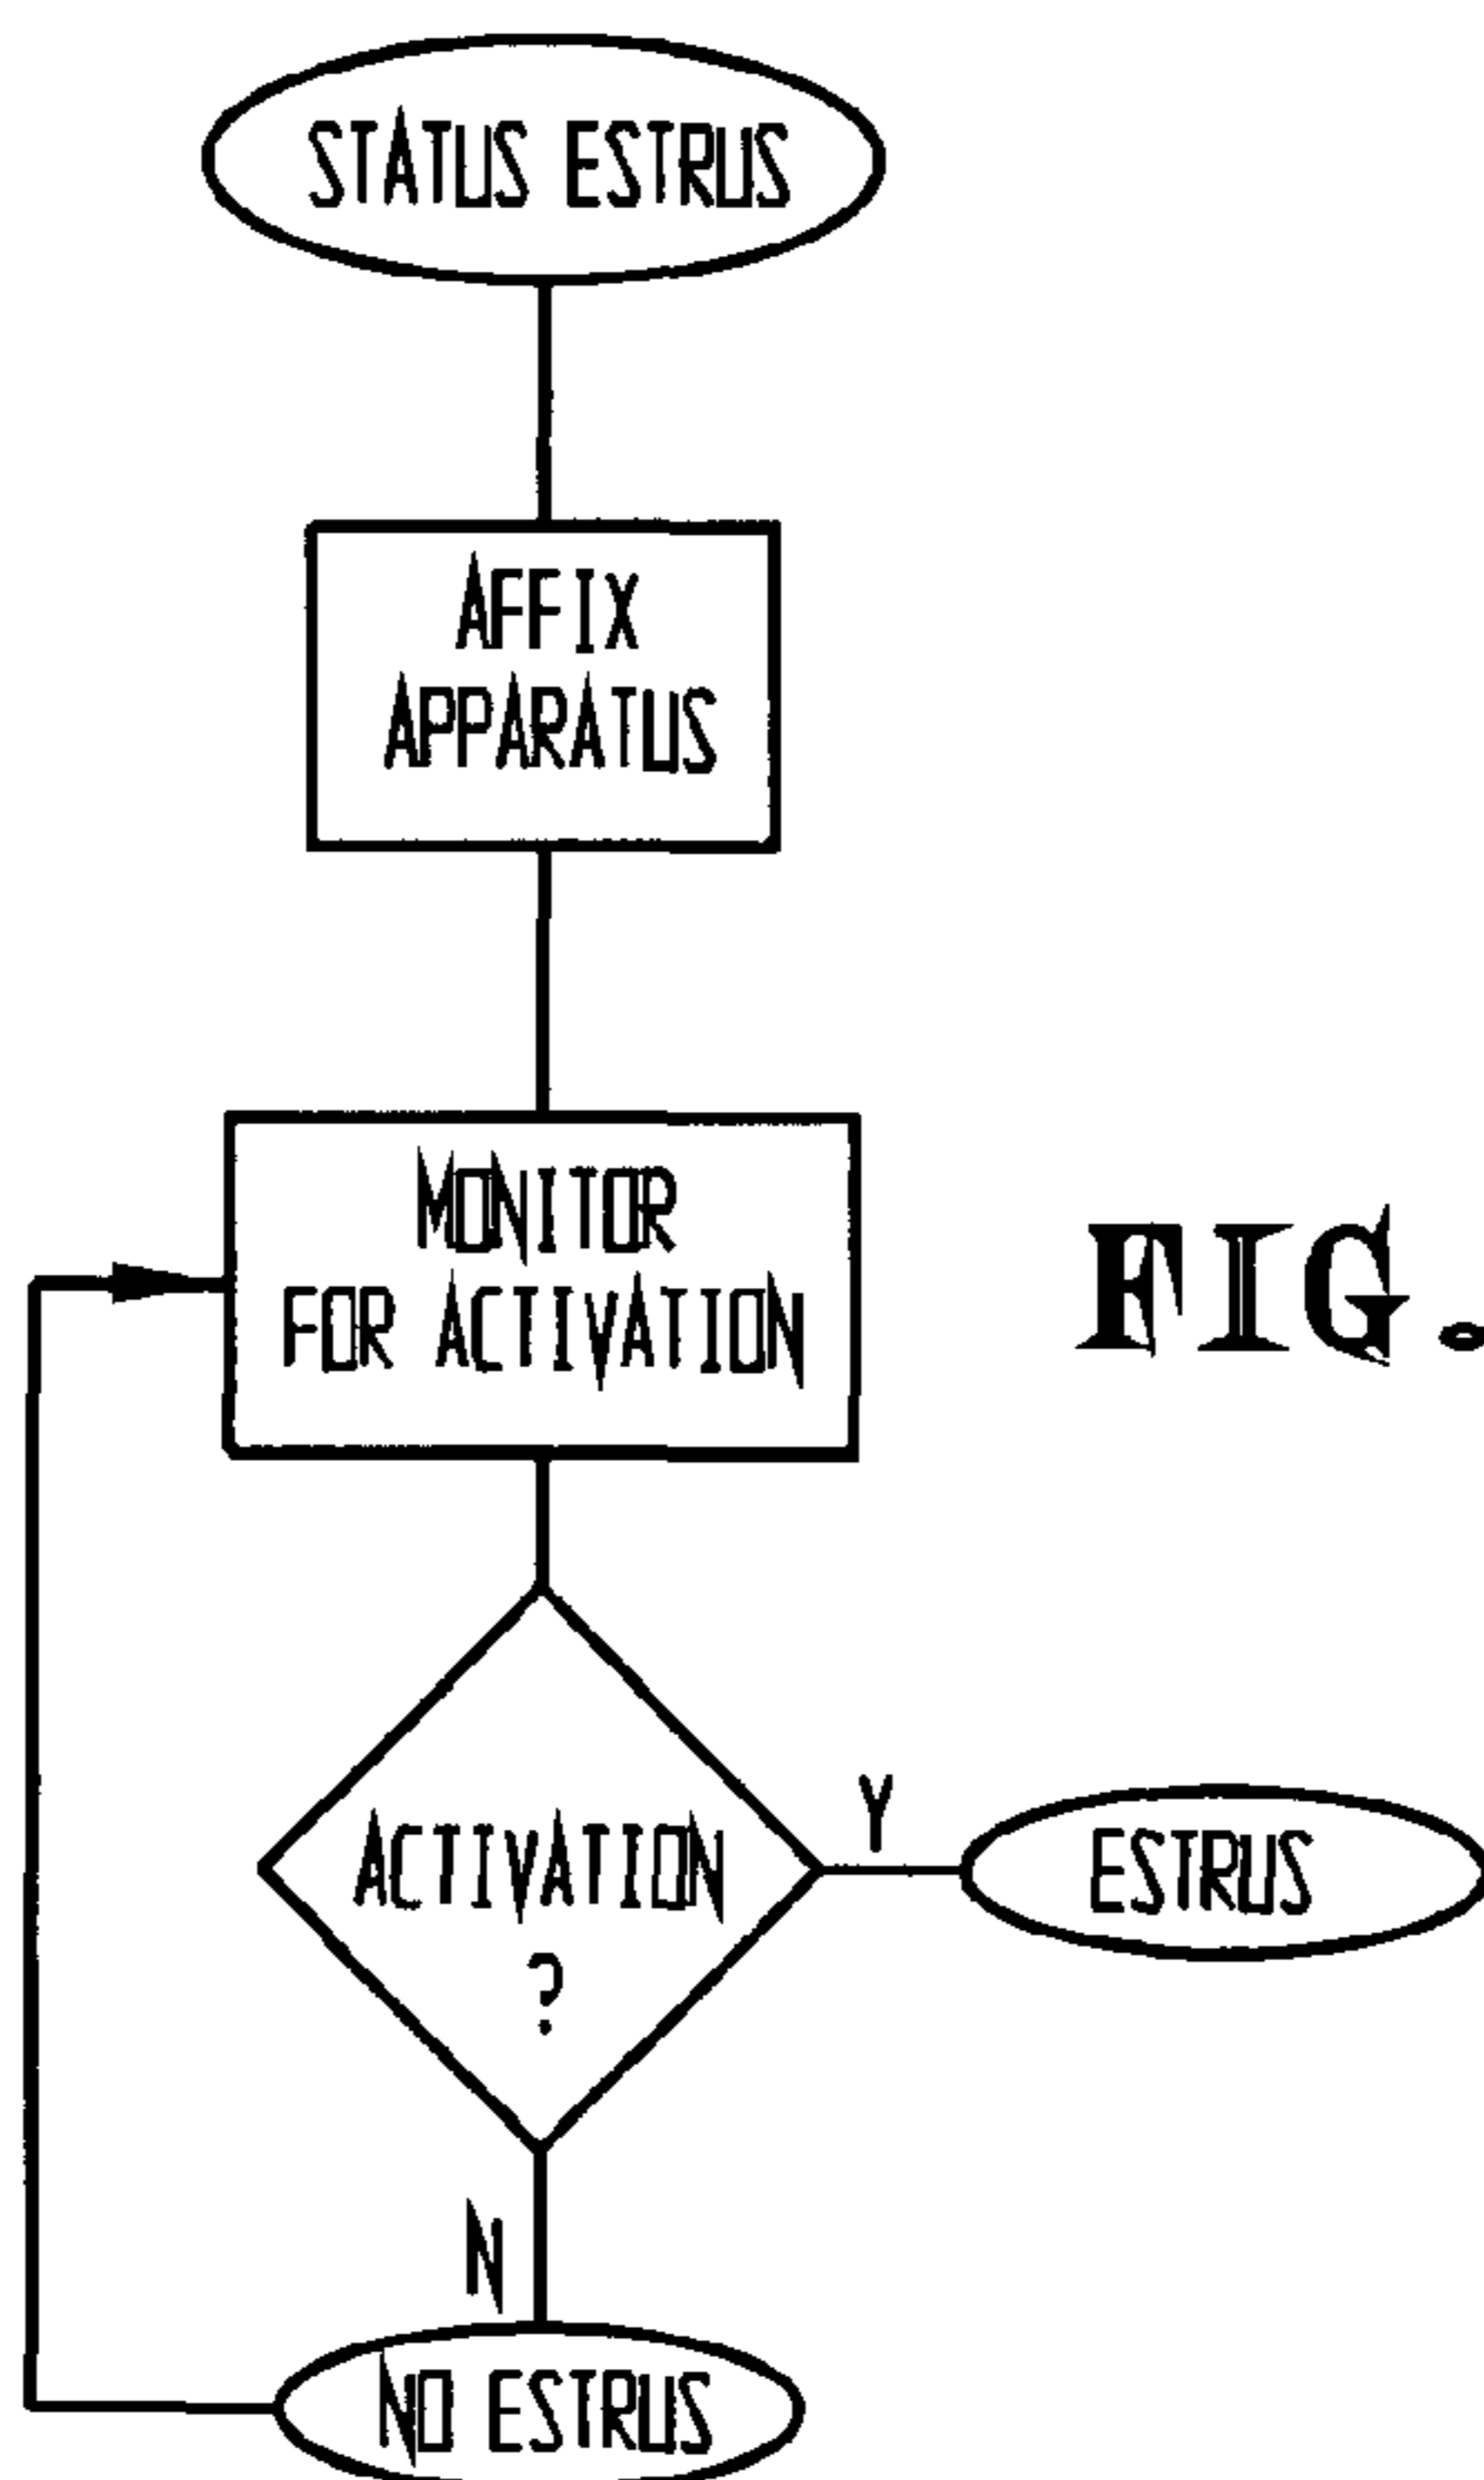 STATUS ESTRUS
AFFIX
APPARATUS
MONITOR
FOR ACTIVATION
FIG.
ACTIVATION
?
Y
ESTRUS
N
NO ESTRUS